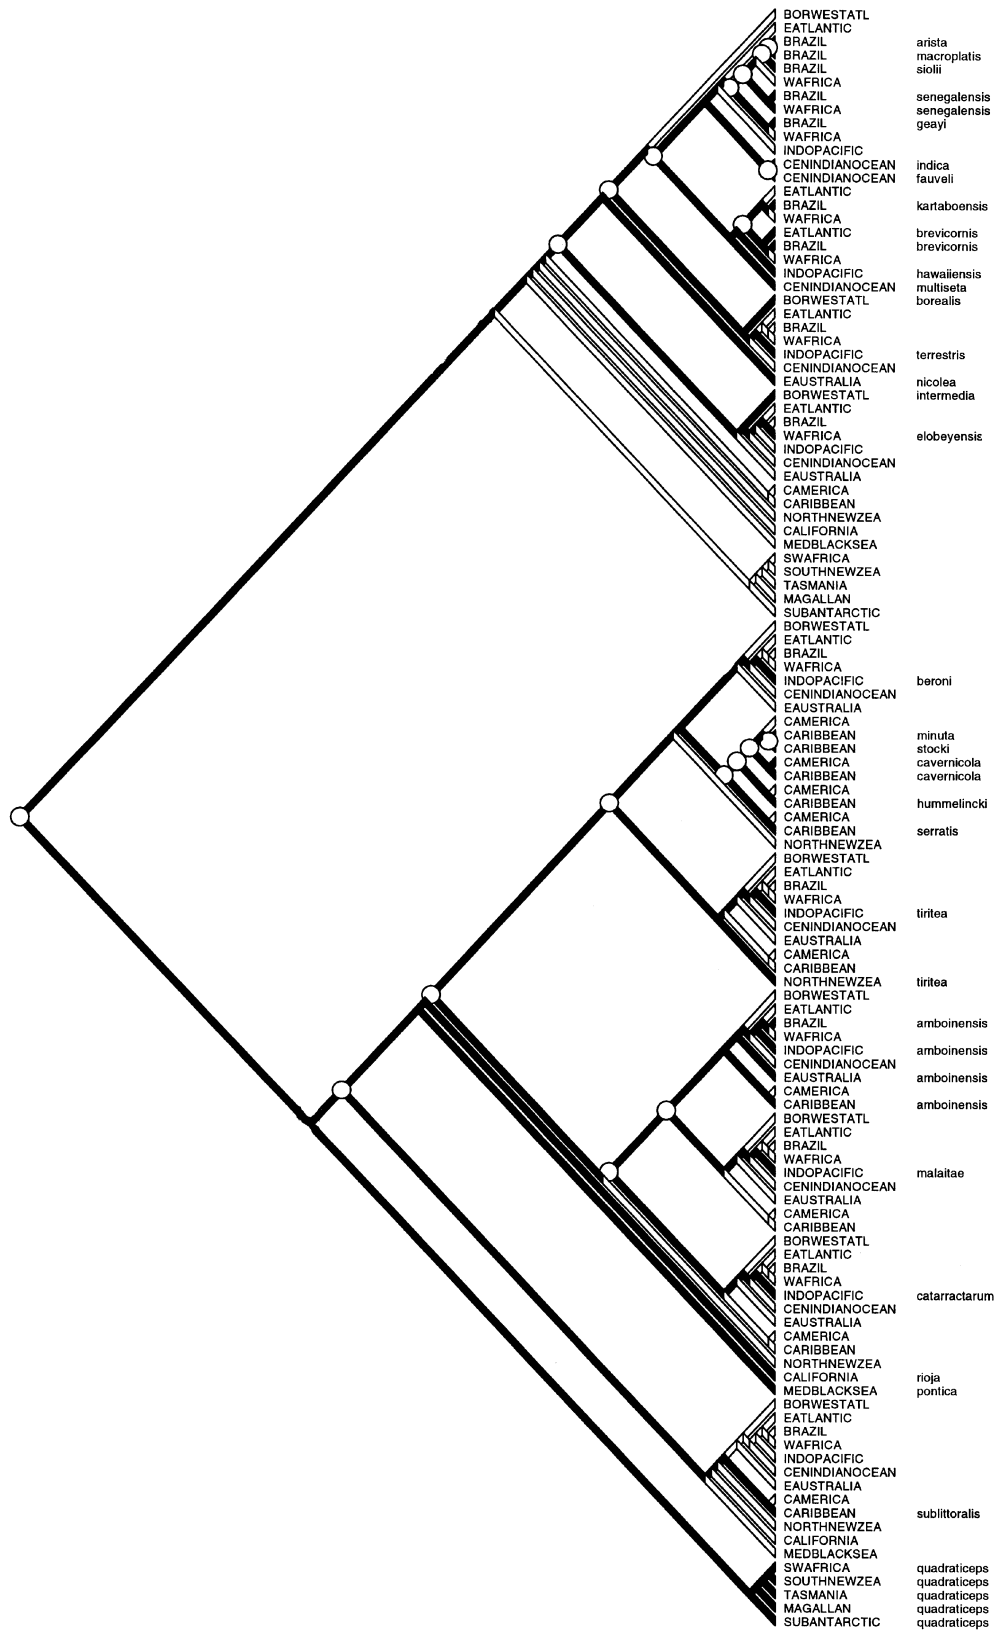 BORWESTATL
EATLANTIC
BRAZIL arista
BRAZIL macroplatis
BRAZIL siolii
WAFRICA
BRAZIL senegalensis
WAFRICA senegalensis
BRAZIL geayi
WAFRICA
INDOPACIFIC
CENINDIANOCEAN indica
CENINDIANOCEAN fauveli
EATLANTIC
BRAZIL kartaboensis
WAFRICA
EATLANTIC brevicornis
BRAZIL brevicornis
WAFRICA
INDOPACIFIC hawaiiensis
CENINDIANOCEAN multiseta
BORWESTATL borealis
EATLANTIC
BRAZIL
WAFRICA
INDOPACIFIC terrestris
CENINDIANOCEAN
EAUSTRALIA nicolea
BORWESTATL intermedia
EATLANTIC
BRAZIL
WAFRICA elobeyensis
INDOPACIFIC
CENINDIANOCEAN
EAUSTRALIA
CAMERICA
CARIBBEAN
NORTHNEWZEA
CALIFORNIA
MEDBLACKSEA
SWAFRICA
SOUTHNEWZEA
TASMANIA
MAGALLAN
SUBANTARCTIC
BORWESTATL
EATLANTIC
BRAZIL
WAFRICA
INDOPACIFIC beroni
CENINDIANOCEAN
EAUSTRALIA
CAMERICA
CARIBBEAN minuta
CARIBBEAN stocki
CAMERICA cavernicola
CARIBBEAN cavernicola
CAMERICA
CARIBBEAN hummelincki
CAMERICA
CARIBBEAN serratis
NORTHNEWZEA
BORWESTATL
EATLANTIC
BRAZIL
WAFRICA
INDOPACIFIC tiritea
CENINDIANOCEAN
EAUSTRALIA
CAMERICA
CARIBBEAN
NORTHNEWZEA tiritea
BORWESTATL
EATLANTIC
BRAZIL amboinensis
WAFRICA
INDOPACIFIC amboinensis
CENINDIANOCEAN
EAUSTRALIA amboinensis
CAMERICA
CARIBBEAN amboinensis
BORWESTATL
EATLANTIC
BRAZIL
WAFRICA
INDOPACIFIC malaitae
CENINDIANOCEAN
EAUSTRALIA
CAMERICA
CARIBBEAN
BORWESTATL
EATLANTIC
BRAZIL
WAFRICA
INDOPACIFIC catarractarum
CENINDIANOCEAN
EAUSTRALIA
CAMERICA
CARIBBEAN
NORTHNEWZEA
CALIFORNIA rioja
MEDBLACKSEA pontica
BORWESTATL
EATLANTIC
BRAZIL
WAFRICA
INDOPACIFIC
CENINDIANOCEAN
EAUSTRALIA
CAMERICA
CARIBBEAN sublittoralis
NORTHNEWZEA
CALIFORNIA
MEDBLACKSEA
SWAFRICA quadraticeps
SOUTHNEWZEA quadraticeps
TASMANIA quadraticeps
MAGALLAN quadraticeps
SUBANTARCTIC quadraticeps